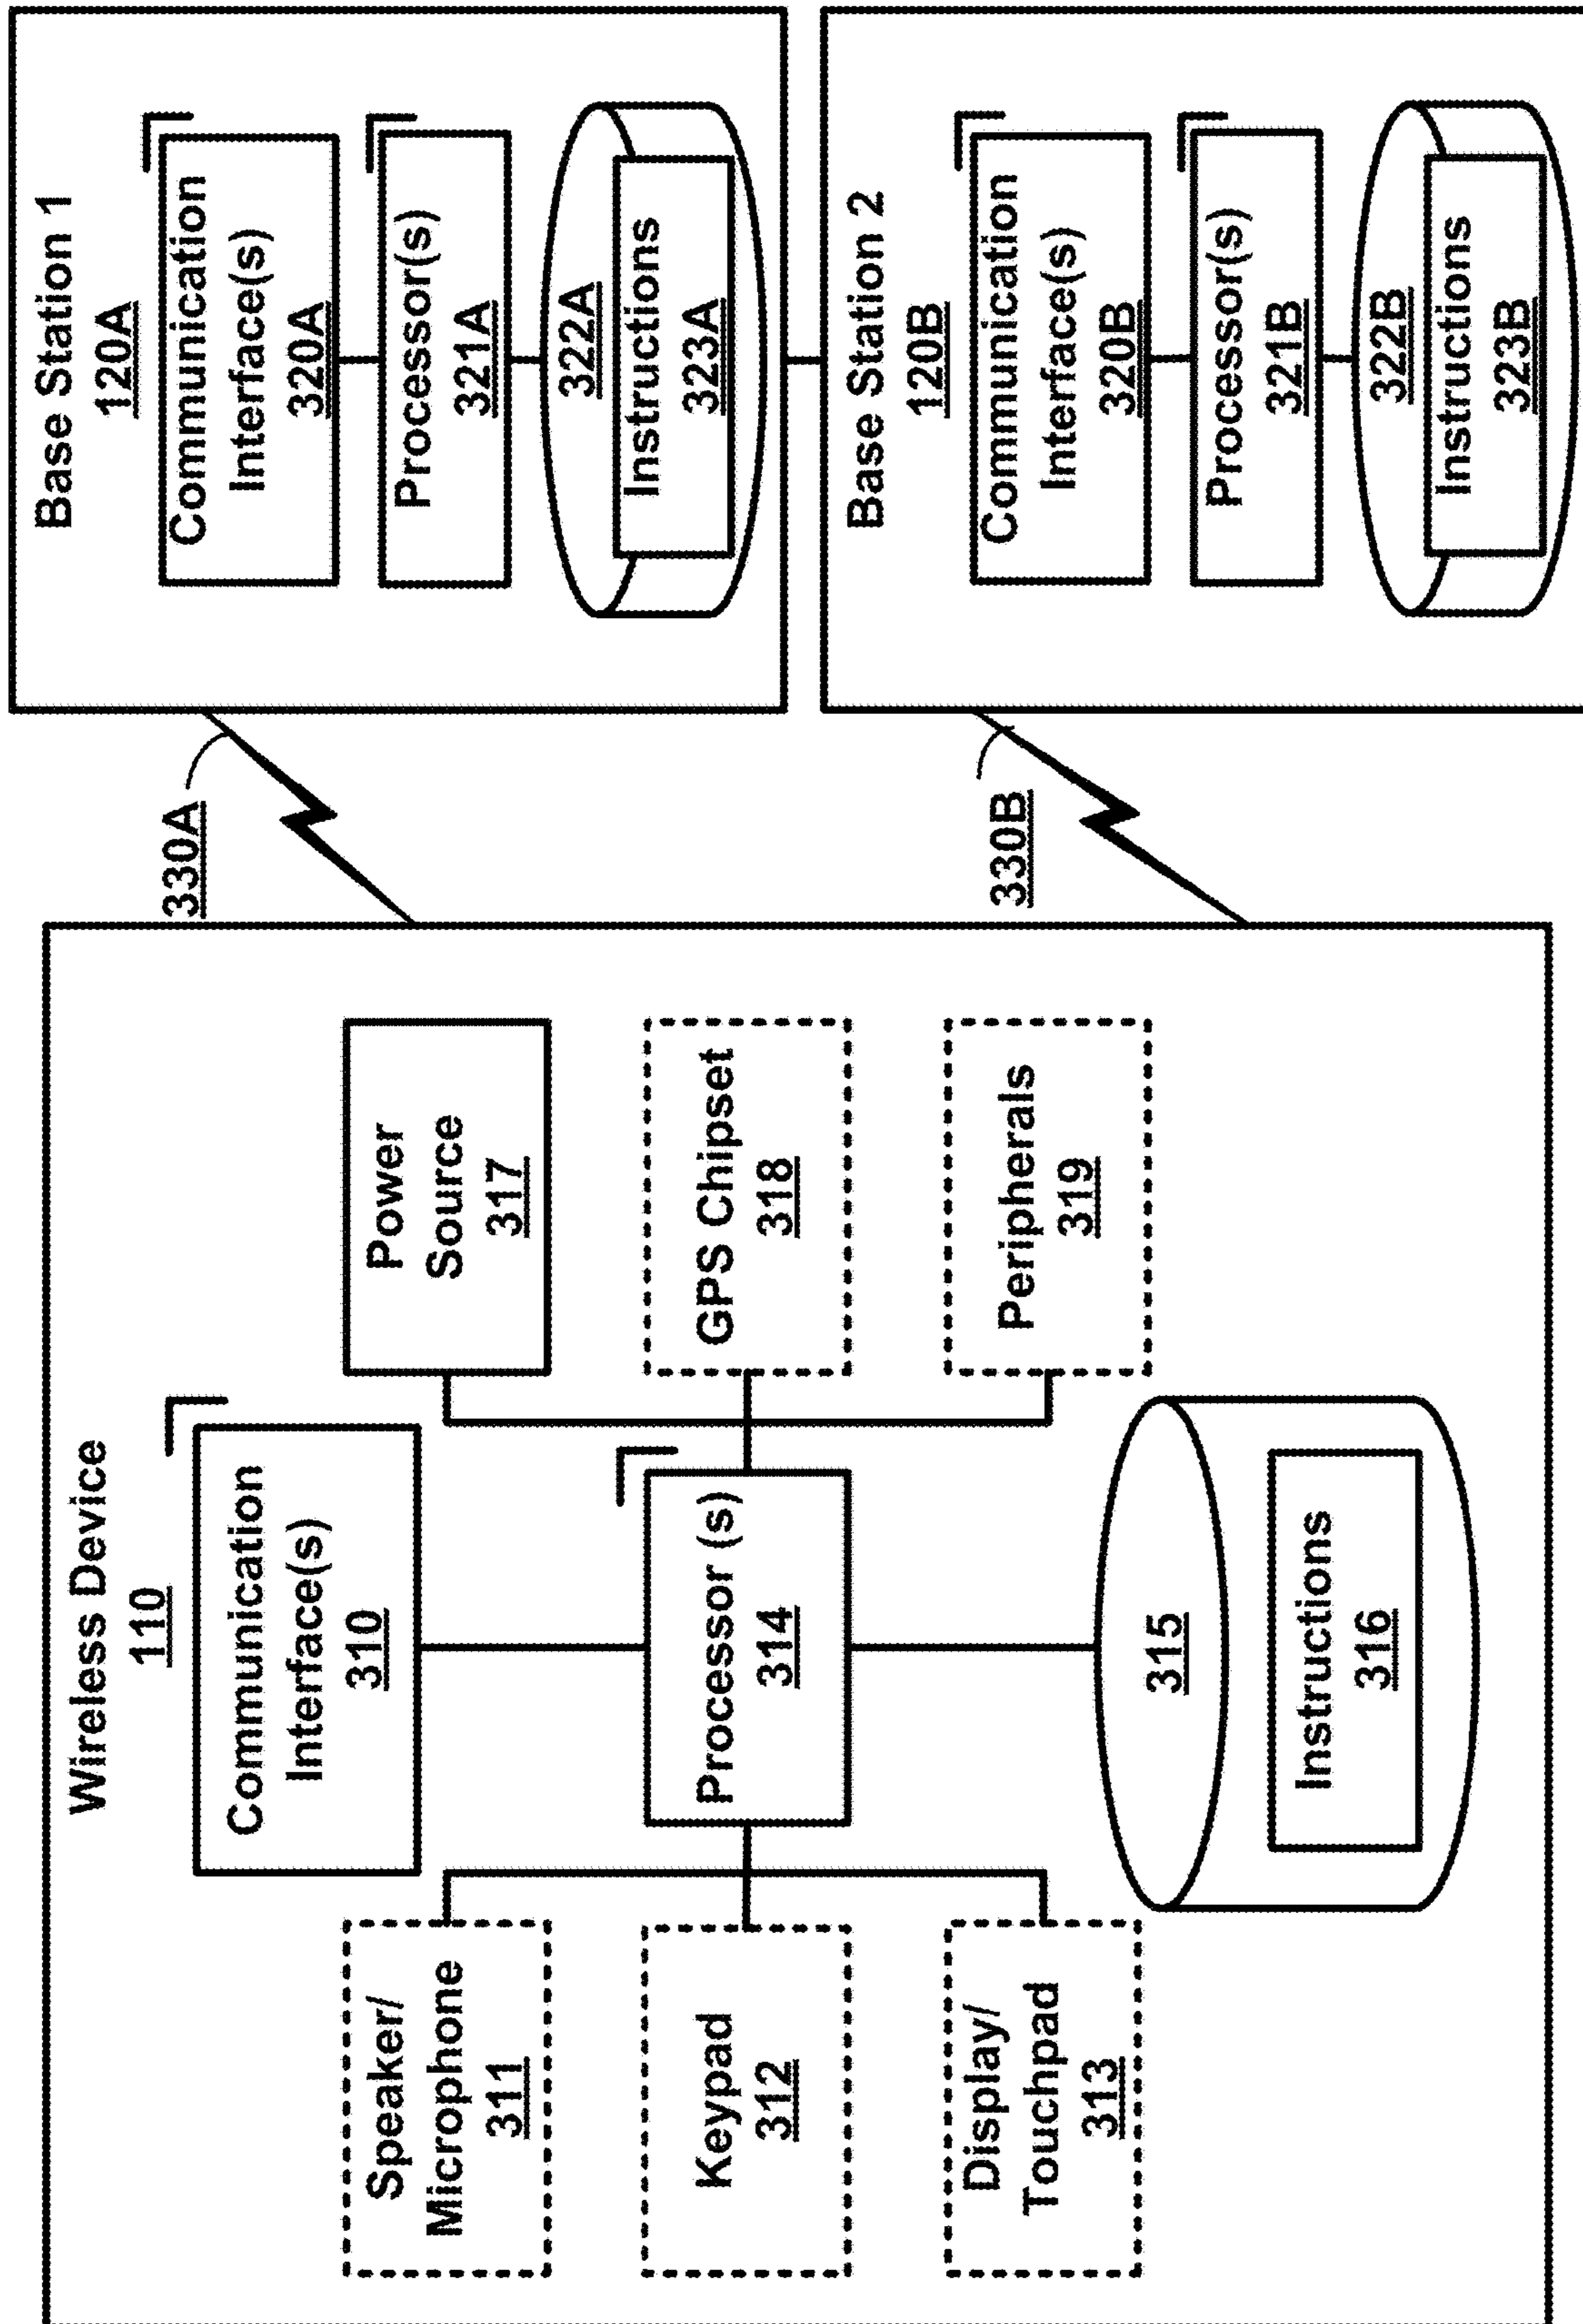 Wireless Device
110
Communication
Interface(s)
310
Speaker/
Microphone
311
Keypad
312
Display/
Touchpad
313
Processor (s)
314
315
Instructions
316
Power
Source
317
GPS Chipset
318
Peripherals
319
330A
330B
Base Station 1
120A
Communication
Interface(s)
320A
Processor(s)
321A
322A
Instructions
323A
Base Station 2
120B
Communication
Interface(s)
320B
Processor(s)
321B
322B
Instructions
323B